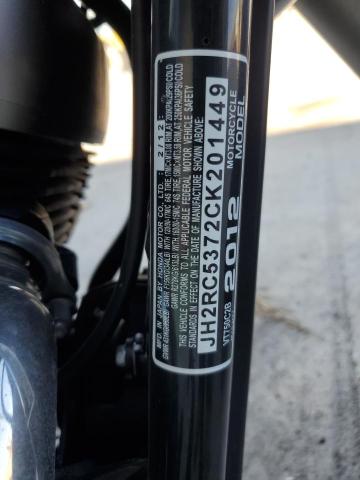 MFD. IN JAPAN BY HONDA MOTOR CO., LTD. : 2/12
THIS VEHICLE CONFORMS TO ALL APPLICABLE FEDERAL MOTOR VEHICLE SAFETY
STANDARDS IN EFFECT ON THE DATE OF MANUFACTURE SHOWN ABOVE:
JH2RC5372CK201449
MOTORCYCLE
VT750C2B 2012 MODEL